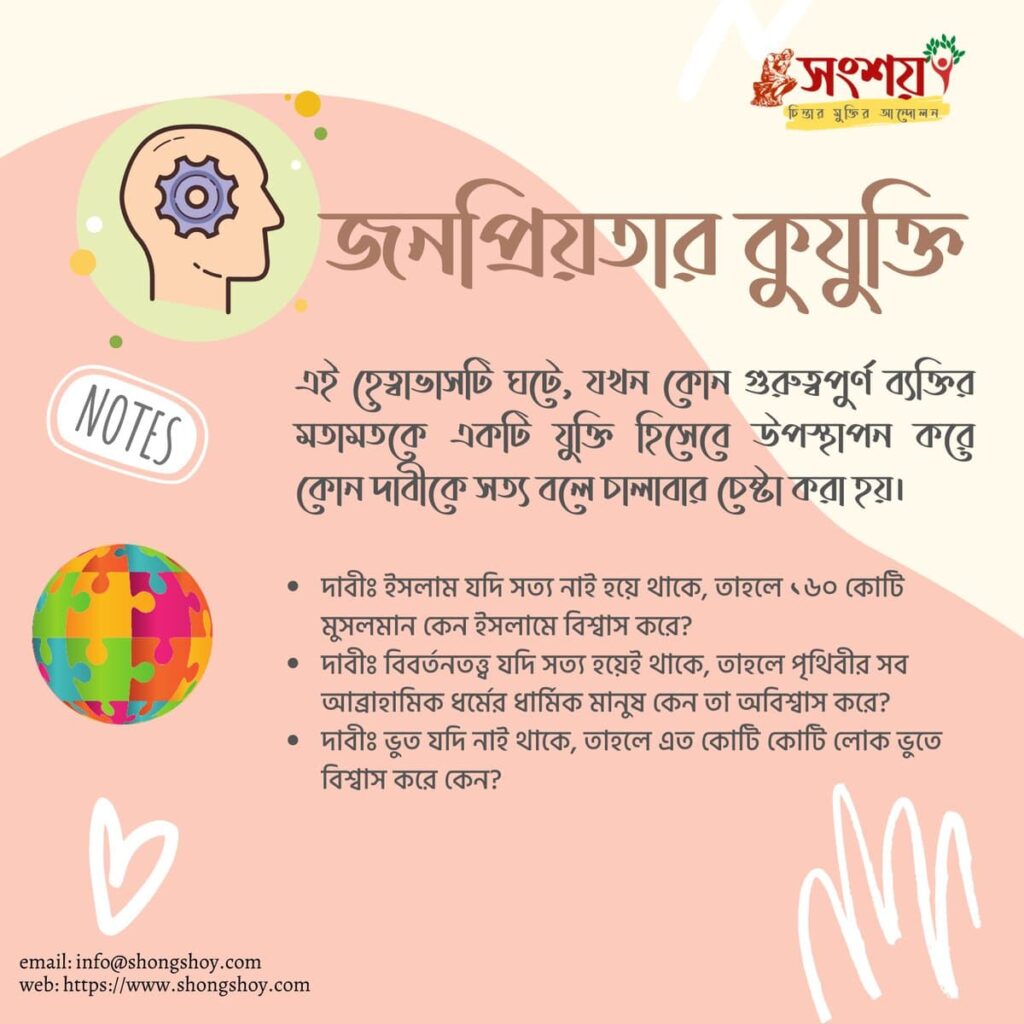 সংশয়
চিন্তার মুক্তির আন্দোলন
জনপ্রিয়তার কুযুক্তি
এই হেত্বাভাসটি ঘটে, যখন কোন গুরুত্বপুর্ণ ব্যক্তির
মতামতকে একটি যুক্তি হিসেবে উপস্থাপন করে
কোন দাবীকে সত্য বলে চালাবার চেষ্টা করা হয়।
NOTES
• দাবীঃ ইসলাম যদি সত্য নাই হয়ে থাকে, তাহলে ১৬০ কোটি
মুসলমান কেন ইসলামে বিশ্বাস করে?
• দাবীঃ বিবর্তনতত্ত্ব যদি সত্য হয়েই থাকে, তাহলে পৃথিবীর সব
আব্রাহামিক ধর্মের ধার্মিক মানুষ কেন তা অবিশ্বাস করে?
• দাবীঃ ভুত যদি নাই থাকে, তাহলে এত কোটি কোটি লোক ভুতে
বিশ্বাস করে কেন?
email: info@shongshoy.com
web: https://www.shongshoy.com